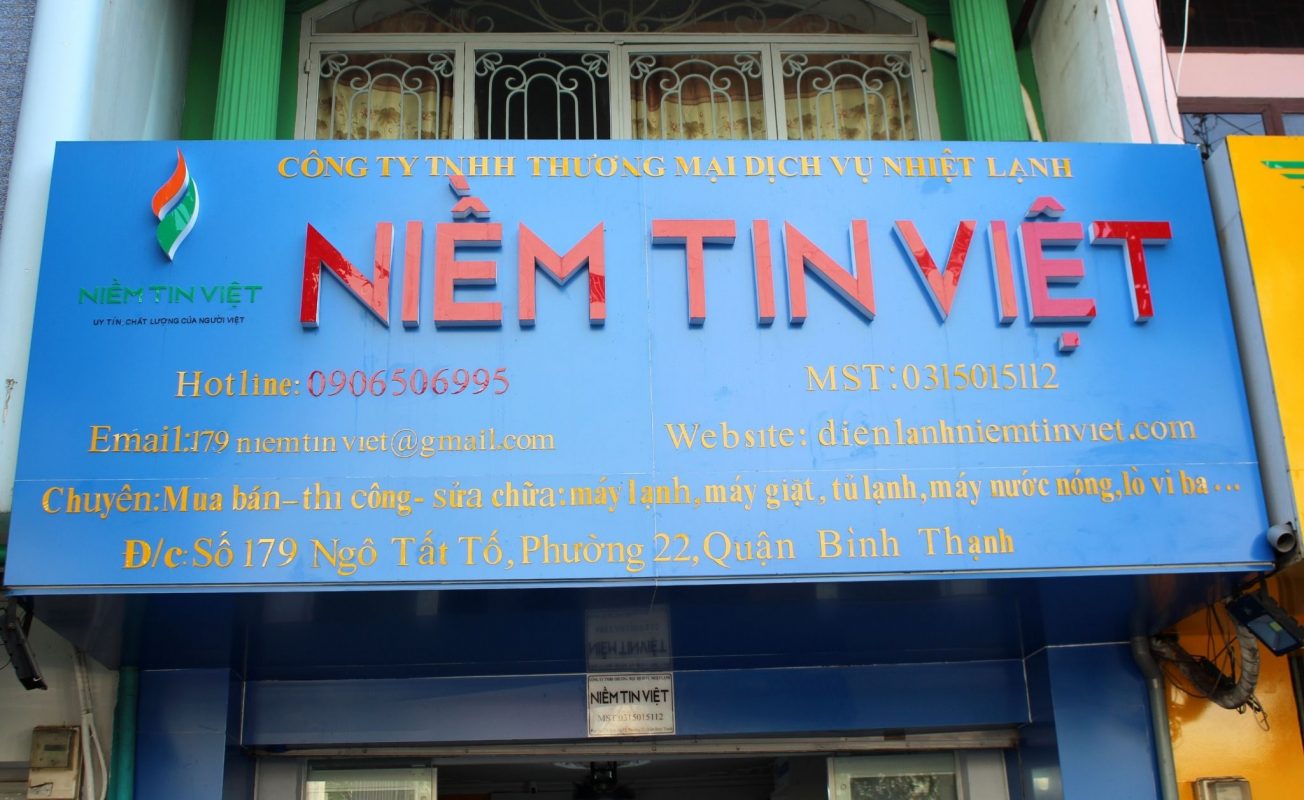 CÔNG TY TNHH THƯƠNG MẠI DỊCH VỤ NHIỆT LẠNH
NIỀM TIN VIỆT
NIỀM TIN VIỆT
UY TÍN_CHẤT LƯỢNG CỦA NGƯỜI VIỆT
Hotline: 0906506995
MST: 0315015112
Email:179 niemtinviet@gmail.com
Website: dienlanhniemtinviet.com
Chuyên:Mua bán-thi công- sửa chữa:máy lạnh,máy giặt, tủ lạnh,máy nước nóng,lò vi ba...
Đ/c:Số 179 Ngô Tất Tố,Phường 22,Quận Bình Thạnh
NIỀM TIN VIỆT
MST:0315015112